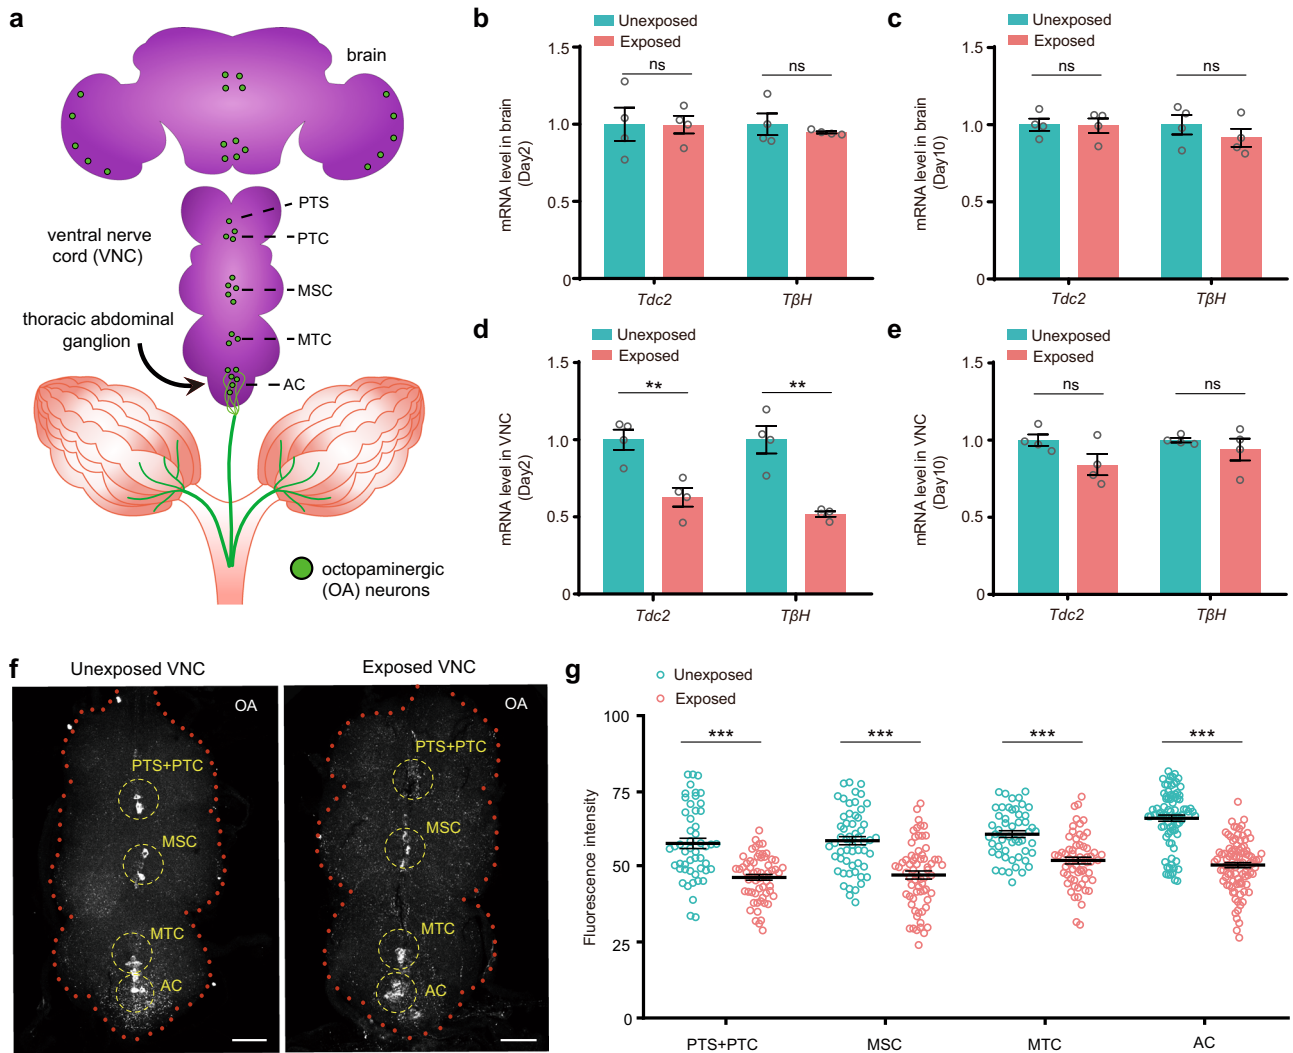 a
brain
PTS
PTC
ventral nerve
cord (VNC)
MSC
thoracic abdominal
ganglion
MTC
AC
octopaminergic
(OA) neurons
b
Unexposed
Exposed
mRNA level in brain
(Day2)
1.5
1.0
0.5
0
ns
ns
Tdc2
TβH
c
Unexposed
Exposed
mRNA level in brain
(Day10)
1.5
1.0
0.5
0
ns
ns
Tdc2
TβH
d
Unexposed
Exposed
mRNA level in VNC
(Day2)
1.5
1.0
0.5
0
**
**
Tdc2
TβH
e
Unexposed
Exposed
mRNA level in VNC
(Day10)
1.5
1.0
0.5
0
ns
ns
Tdc2
TβH
f
Unexposed VNC
Exposed VNC
OA
PTS+PTC
MSC
MTC
AC
OA
PTS+PTC
MSC
MTC
AC
g
Unexposed
Exposed
Fluorescence intensity
100
75
50
25
0
***
***
***
***
PTS+PTC
MSC
MTC
AC